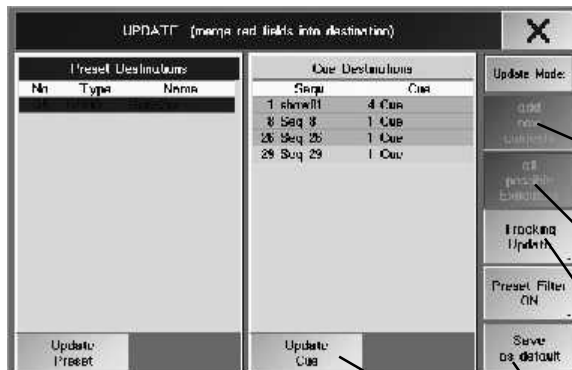 UPDATE (merge red fields into destination)
Preset Destinations
No Type Name
Update Preset
Cue Destinations
Sequ Cue
1 show01 4 Cue
8 Seq 8 1 Cue
26 Seq 26 1 Cue
29 Seq 29 1 Cue
Update Cue
Update Mode:
add
new
all
possible
Tracking
Update
Preset Filter
ON
Save
as default